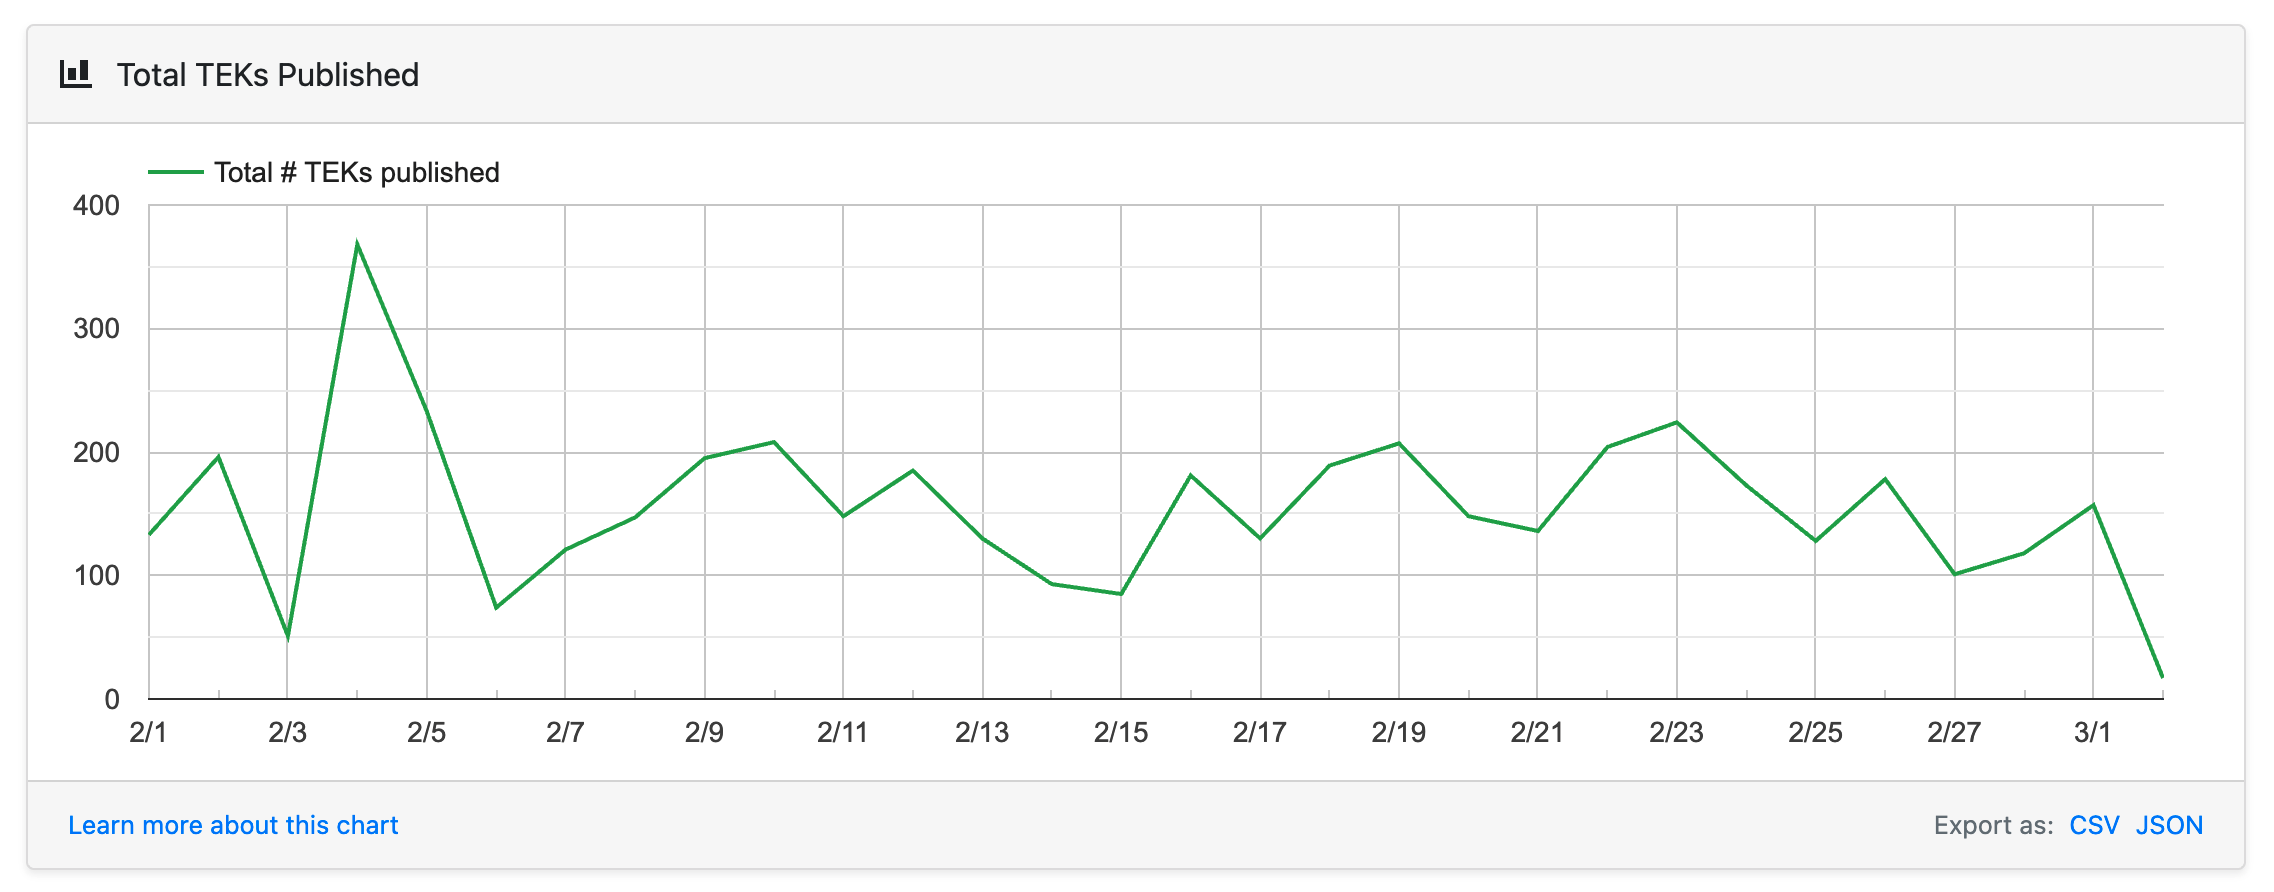 Total TEKs Published
Total # TEKs published
400
300
200
100
0
2/1 2/3 2/5 2/7 2/9 2/11 2/13 2/15 2/17 2/19 2/21 2/23 2/25 2/27 3/1
Learn more about this chart Export as: CSV JSON